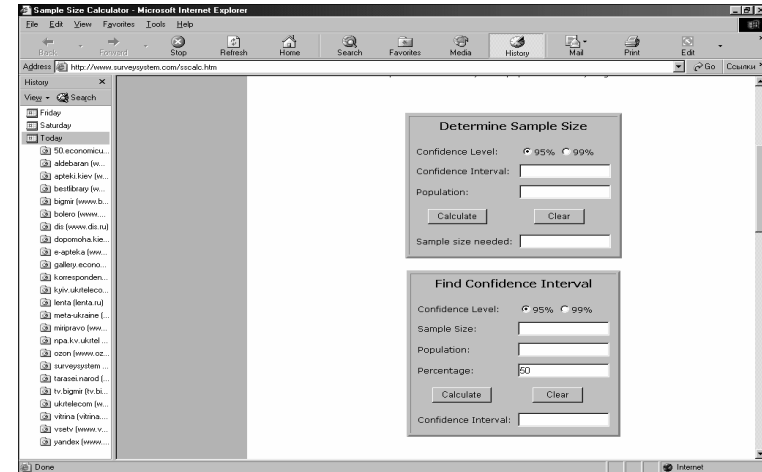 Sample Size Calculator - Microsoft Internet Explorer
File Edit View Favorites Tools Help
Back Forward Stop Refresh Home Search Favorites Media History Mail Print Edit
Address http://www.surveysystem.com/sscalc.htm Go Ссылки
History
View Search
Friday
Saturday
Today
50.economicu...
aldebaran (w...
apteki.kiev (w...
bestlibrary (w...
bigmir (www.b...
bolero (www....
dis (www.dis.ru)
dopomoha.kie...
e-apteka (ww...
gallery.econo...
korresponden...
kyiv.ukrteleco...
lenta (lenta.ru)
meta-ukraine (...
miripravo (ww...
npa.kv.ukrtel ...
ozon (www.oz...
surveysystem ...
tarasei.narod (...
tv.bigmir (tv.bi...
ukrtelecom (w...
vitrina (vitrina....
vsetv (www.v...
yandex (www....
Determine Sample Size
Confidence Level: 95% 99%
Confidence Interval:
Population:
Calculate Clear
Sample size needed:
Find Confidence Interval
Confidence Level: 95% 99%
Sample Size:
Population:
Percentage: 50
Calculate Clear
Confidence Interval:
Done Internet